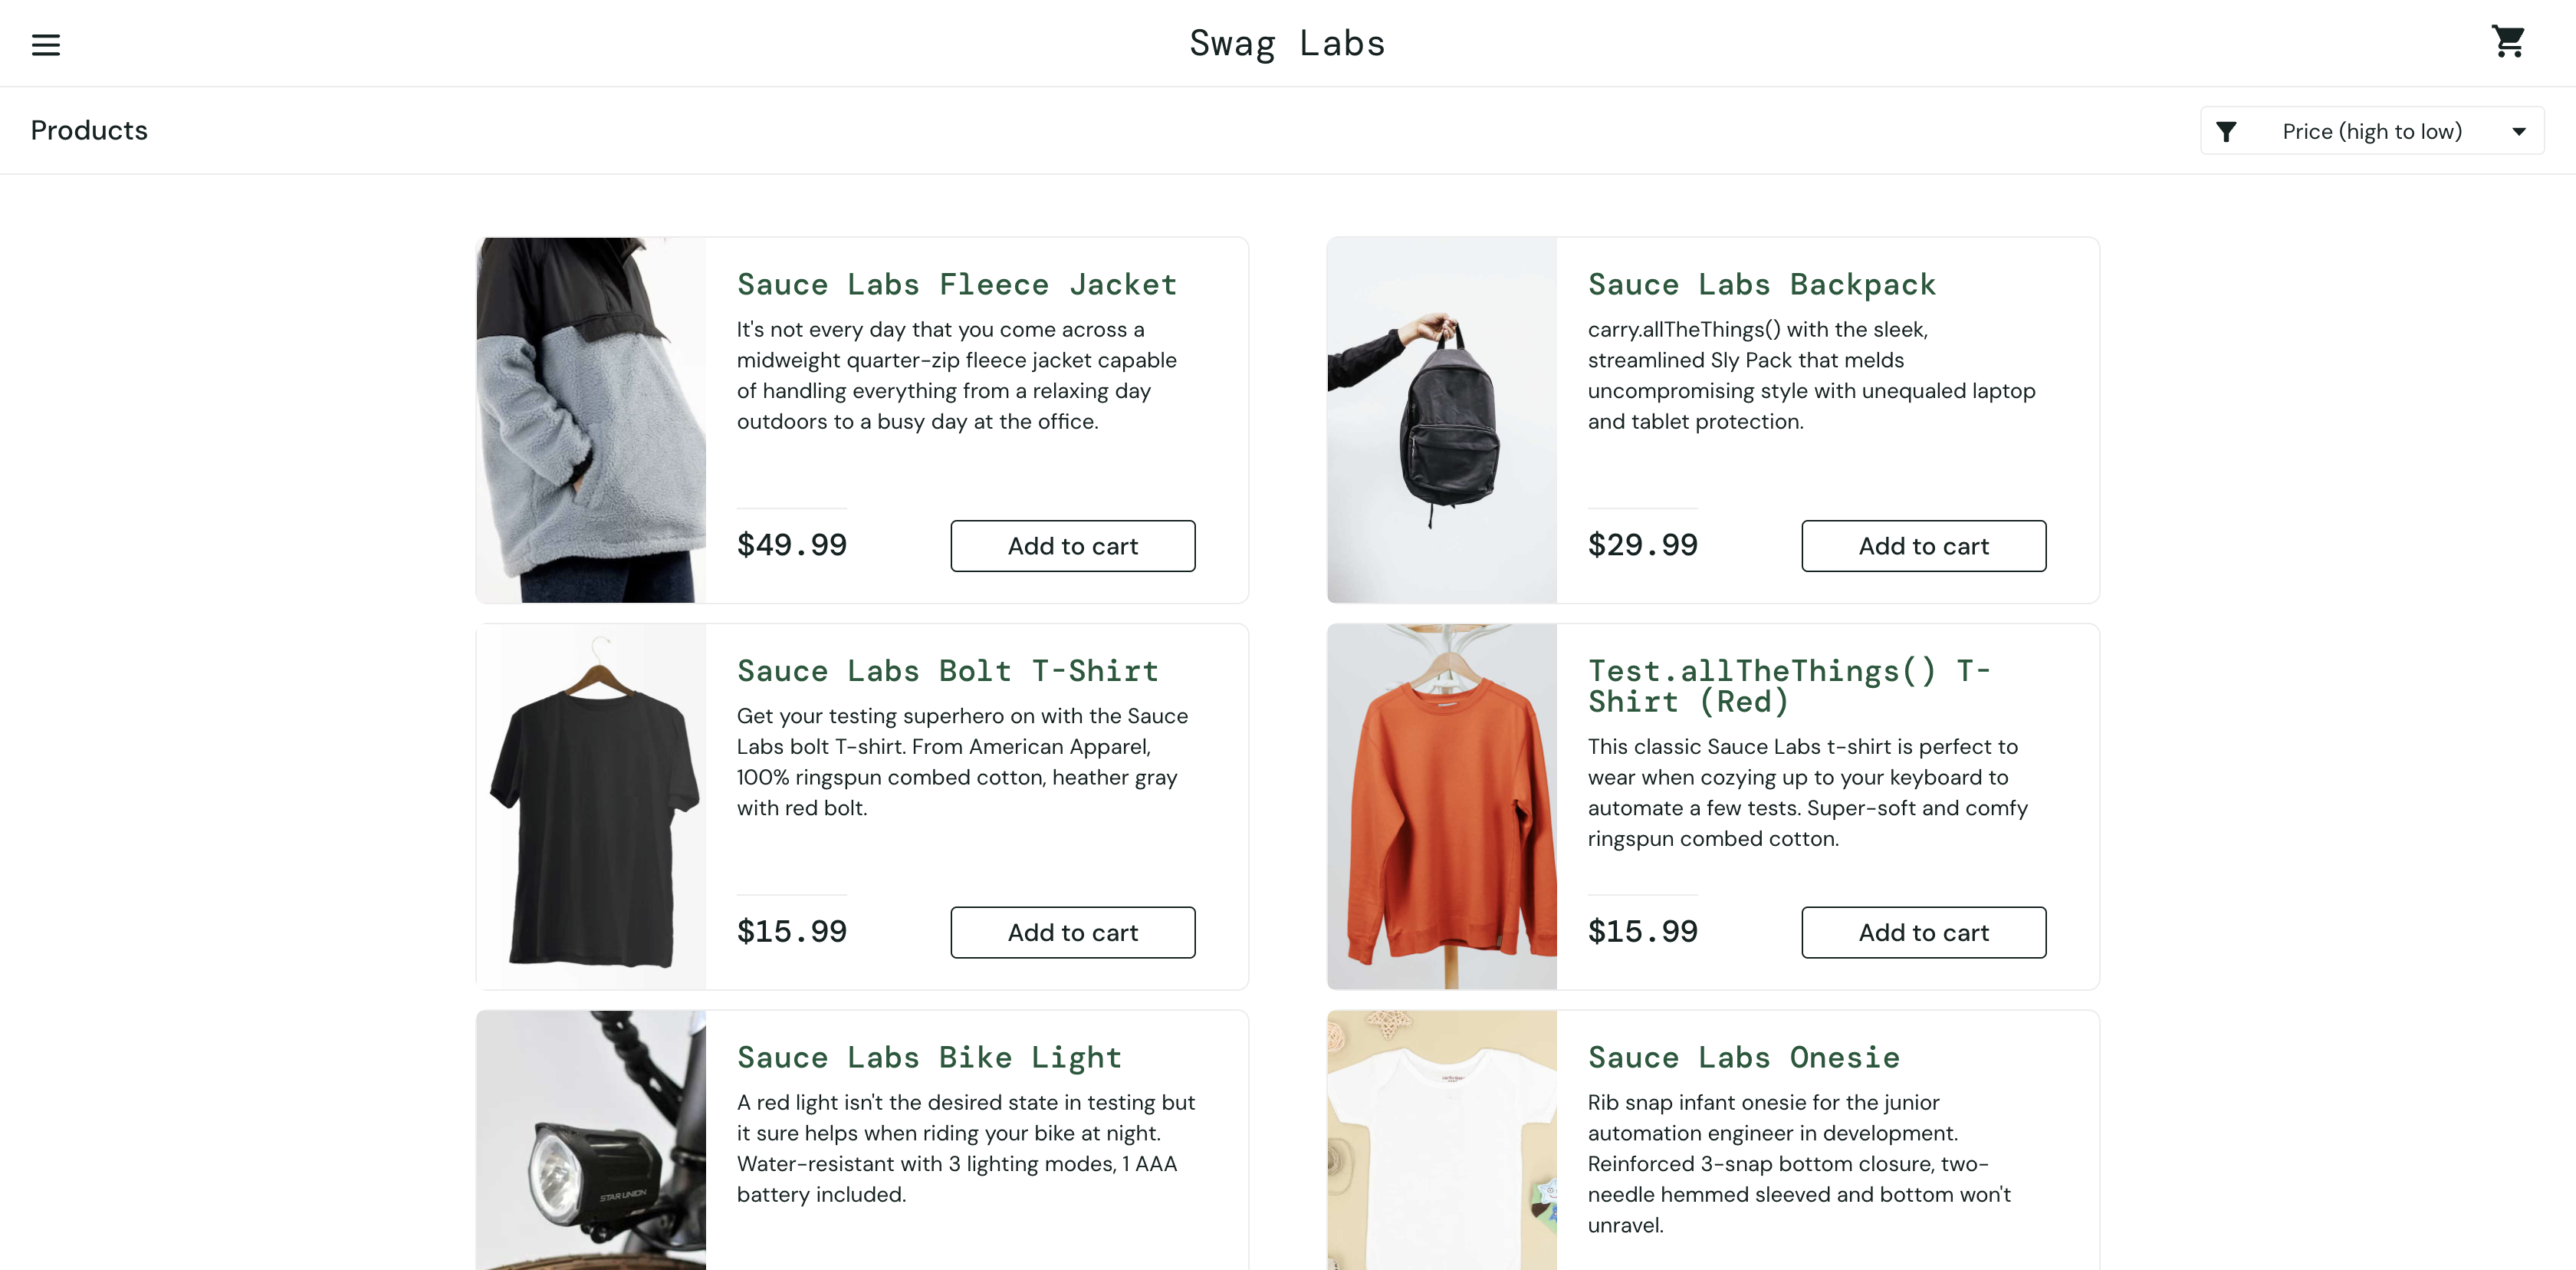 Swag Labs
Products
Price (high to low)
Sauce Labs Fleece Jacket
It's not every day that you come across a
midweight quarter-zip fleece jacket capable
of handling everything from a relaxing day
outdoors to a busy day at the office.
$49.99
Add to cart
Sauce Labs Backpack
carry.allTheThings() with the sleek,
streamlined Sly Pack that melds
uncompromising style with unequaled laptop
and tablet protection.
$29.99
Add to cart
Sauce Labs Bolt T-Shirt
Get your testing superhero on with the Sauce
Labs bolt T-shirt. From American Apparel,
100% ringspun combed cotton, heather gray
with red bolt.
$15.99
Add to cart
Test.allTheThings() T-
Shirt (Red)
This classic Sauce Labs t-shirt is perfect to
wear when cozying up to your keyboard to
automate a few tests. Super-soft and comfy
ringspun combed cotton.
$15.99
Add to cart
STAR UNION
Sauce Labs Bike Light
A red light isn't the desired state in testing but
it sure helps when riding your bike at night.
Water-resistant with 3 lighting modes, 1 AAA
battery included.
Sauce Labs Onesie
Rib snap infant onesie for the junior
automation engineer in development.
Reinforced 3-snap bottom closure, two-
needle hemmed sleeved and bottom won't
unravel.